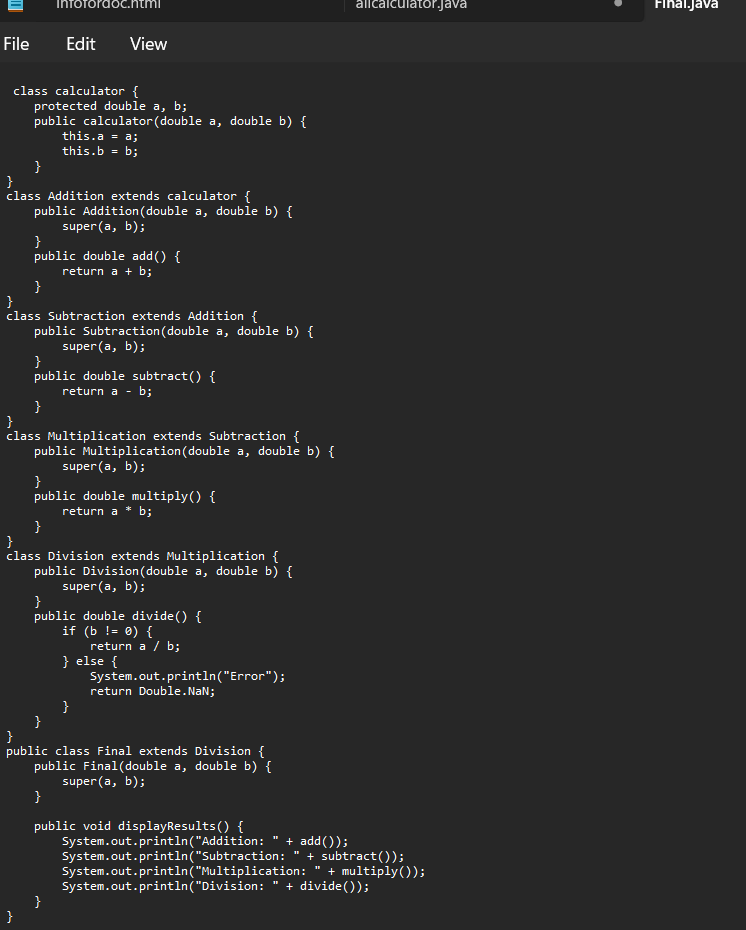 infofordoc.html
allcalculator.java
Final.java
File Edit View
class calculator {
    protected double a, b;
    public calculator(double a, double b) {
        this.a = a;
        this.b = b;
    }
}
class Addition extends calculator {
    public Addition(double a, double b) {
        super(a, b);
    }
    public double add() {
        return a + b;
    }
}
class Subtraction extends Addition {
    public Subtraction(double a, double b) {
        super(a, b);
    }
    public double subtract() {
        return a - b;
    }
}
class Multiplication extends Subtraction {
    public Multiplication(double a, double b) {
        super(a, b);
    }
    public double multiply() {
        return a * b;
    }
}
class Division extends Multiplication {
    public Division(double a, double b) {
        super(a, b);
    }
    public double divide() {
        if (b != 0) {
            return a / b;
        } else {
            System.out.println("Error");
            return Double.NaN;
        }
    }
}
public class Final extends Division {
    public Final(double a, double b) {
        super(a, b);
    }

    public void displayResults() {
        System.out.println("Addition: " + add());
        System.out.println("Subtraction: " + subtract());
        System.out.println("Multiplication: " + multiply());
        System.out.println("Division: " + divide());
    }
}